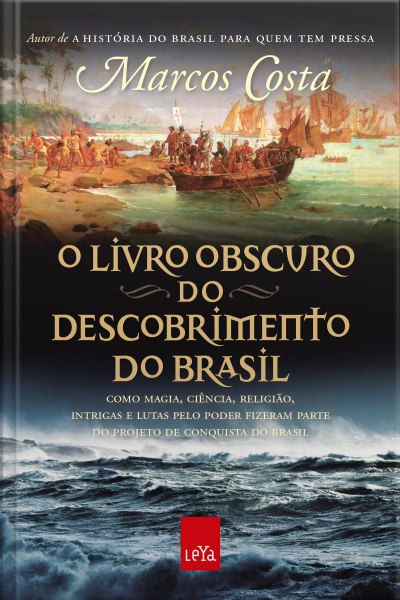 Autor de A HISTÓRIA DO BRASIL PARA QUEM TEM PRESSA
Marcos Costa
O LIVRO OBSCURO
DO
DESCOBRIMENTO
DO BRASIL
COMO MAGIA, CIÊNCIA, RELIGIÃO,
INTRIGAS E LUTAS PELO PODER FIZERAM PARTE
DO PROJETO DE CONQUISTA DO BRASIL
LeYa